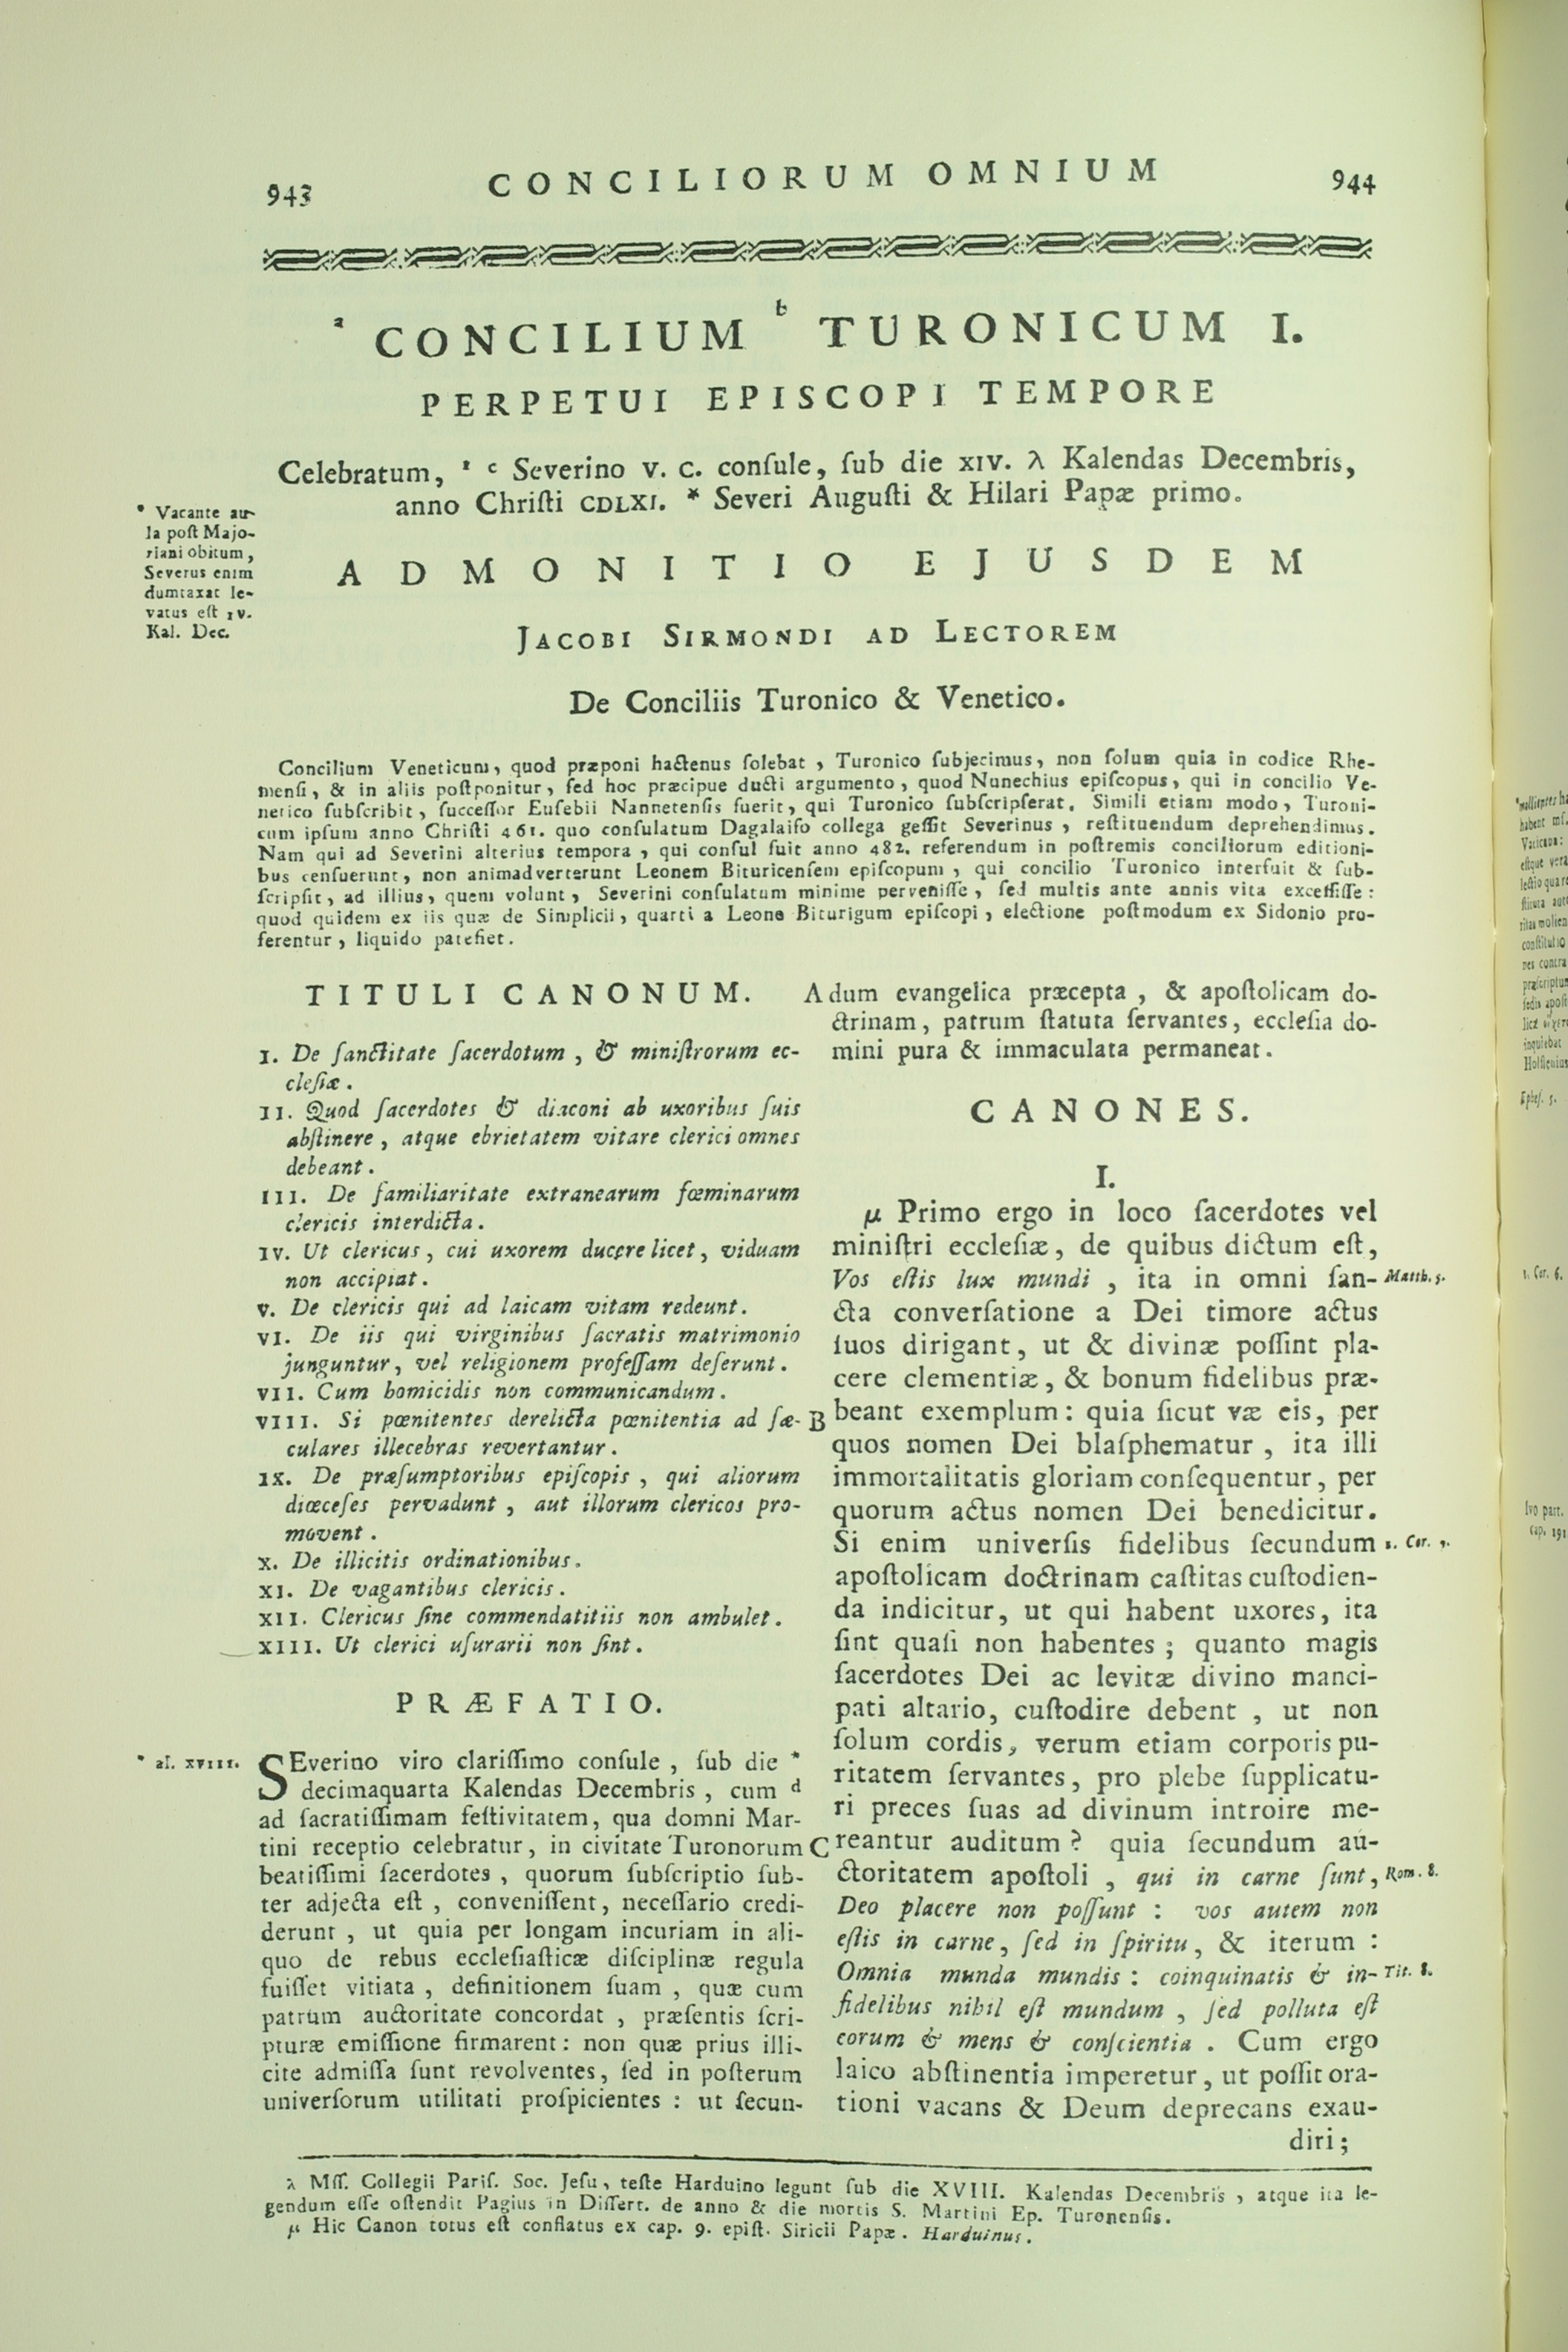 943 CONCILIORUM OMNIUM 944
a CONCILIUM b TURONICUM I.
PERPETUI EPISCOPI TEMPORE
Celebratum, ¹ c Severino v. c. conſule, ſub die xiv. λ Kalendas Decembris,
anno Chriſti CDLXI. * Severi Auguſti & Hilari Papæ primo.
* Vacante au-
la poſt Majo-
riani obitum,
Severus enim
dumtaxat le-
vatus eſt iv.
Kal. Dec.
ADMONITIO EJUSDEM
JACOBI SIRMONDI AD LECTOREM
De Conciliis Turonico & Venetico.
Concilium Veneticum, quod præponi hactenus ſolebat, Turonico ſubjecimus, non ſolum quia in codice Rhe-
menſi, & in aliis poſtponitur, ſed hoc præcipue ducti argumento, quod Nunechius epiſcopus, qui in concilio Ve-
netico ſubſcribit, ſucceſſor Euſebii Nannetenſis fuerit, qui Turonico ſubſcripſerat. Simili etiam modo, Turoni-
cum ipſum anno Chriſti 461. quo conſulatum Dagalaifo collega geſſit Severinus, reſtituendum deprehendimus.
Nam qui ad Severini alterius tempora, qui conſul fuit anno 482. referendum in poſtremis conciliorum editioni-
bus cenſuerunt, non animadverterunt Leonem Bituricenſem epiſcopum, qui concilio Turonico interfuit & ſub-
ſcripſit, ad illius, quem volunt, Severini conſulatum minime perveniſſe, ſed multis ante annis vita exceſſiſſe:
quod quidem ex iis quæ de Simplicii, quarti a Leone Biturigum epiſcopi, electione poſtmodum ex Sidonio pro-
ferentur, liquido patefiet.
TITULI CANONUM.
I. De ſanctitate ſacerdotum, & miniſtrorum ec-
cleſiæ.
II. Quod ſacerdotes & diaconi ab uxoribus ſuis
abſtinere, atque ebrietatem vitare clerici omnes
debeant.
III. De familiaritate extranearum fœminarum
clericis interdicta.
IV. Ut clericus, cui uxorem ducere licet, viduam
non accipiat.
V. De clericis qui ad laicam vitam redeunt.
VI. De iis qui virginibus ſacratis matrimonio
junguntur, vel religionem profeſſam deſerunt.
VII. Cum homicidis non communicandum.
VIII. Si pœnitentes derelicta pœnitentia ad ſæ-
culares illecebras revertantur.
IX. De præſumptoribus epiſcopis, qui aliorum
diœceſes pervadunt, aut illorum clericos pro-
movent.
X. De illicitis ordinationibus.
XI. De vagantibus clericis.
XII. Clericus ſine commendatitiis non ambulet.
XIII. Ut clerici uſurarii non ſint.
PRÆFATIO.
* al. xviii.
SEverino viro clariſſimo conſule, ſub die *
decimaquarta Kalendas Decembris, cum d
ad ſacratiſſimam feſtivitatem, qua domni Mar-
tini receptio celebratur, in civitate Turonorum
beatiſſimi ſacerdotes, quorum ſubſcriptio ſub-
ter adjecta eſt, conveniſſent, neceſſario credi-
derunt, ut quia per longam incuriam in ali-
quo de rebus eccleſiaſticæ diſciplinæ regula
fuiſſet vitiata, definitionem ſuam, quæ cum
patrum auctoritate concordat, præſentis ſcri-
pturæ emiſſione firmarent: non quæ prius illi-
cite admiſſa ſunt revolventes, ſed in poſterum
univerſorum utilitati proſpicientes: ut ſecun-
A dum evangelica præcepta, & apoſtolicam do-
ctrinam, patrum ſtatuta ſervantes, eccleſia do-
mini pura & immaculata permaneat.
CANONES.
I.
μ Primo ergo in loco ſacerdotes vel
miniſtri eccleſiæ, de quibus dictum eſt,
Vos eſtis lux mundi, ita in omni ſan- Matth. 5.
cta converſatione a Dei timore actus
ſuos dirigant, ut & divinæ poſſint pla-
cere clementiæ, & bonum fidelibus præ-
B beant exemplum: quia ſicut væ eis, per
quos nomen Dei blaſphematur, ita illi
immortalitatis gloriam conſequentur, per
quorum actus nomen Dei benedicitur.
Si enim univerſis fidelibus ſecundum 1. Cor. 7.
apoſtolicam doctrinam caſtitas cuſtodien-
da indicitur, ut qui habent uxores, ita
ſint quaſi non habentes; quanto magis
ſacerdotes Dei ac levitæ divino manci-
pati altario, cuſtodire debent, ut non
ſolum cordis, verum etiam corporis pu-
ritatem ſervantes, pro plebe ſupplicatu-
ri preces ſuas ad divinum introire me-
C reantur auditum? quia ſecundum au-
ctoritatem apoſtoli, qui in carne ſunt, Rom. 8.
Deo placere non poſſunt: vos autem non
eſtis in carne, ſed in ſpiritu, & iterum:
Omnia munda mundis: coinquinatis & in- Tit. 1.
fidelibus nihil eſt mundum, ſed polluta eſt
eorum & mens & conſcientia. Cum ergo
laico abſtinentia imperetur, ut poſſit ora-
tioni vacans & Deum deprecans exau-
diri;
λ Mſſ. Collegii Pariſ. Soc. Jeſu, teſte Harduino legunt ſub die XVIII. Kalendas Decembris, atque ita le-
gendum eſſe oſtendit Pagius in Diſſert. de anno & die mortis S. Martini Ep. Turonenſis.
μ Hic Canon totus eſt conflatus ex cap. 9. epiſt. Siricii Papæ. Harduinus.
habent mſ.
Vaticana:
eſtque vera
lectio quare
conſtitutio
nes contra
Holſtenius
Epheſ. 5.
1. Cor. 6.
Ivo part.
cap. 191